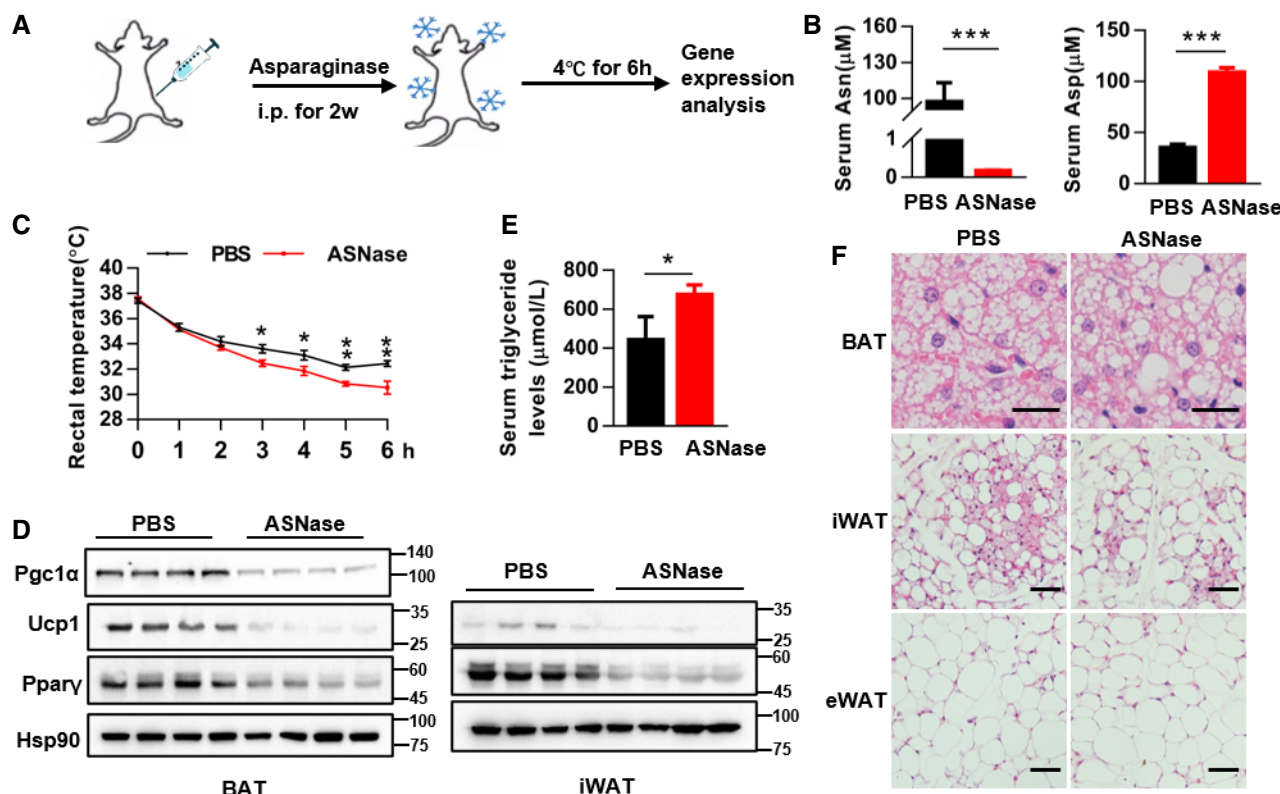 A
Asparaginase
i.p. for 2w
4°C for 6h
Gene
expression
analysis
B
Serum Asn(μM)
160
130
100
1
0
***
PBS ASNase
Serum Asp(μM)
150
100
50
0
***
PBS ASNase
C
PBS ASNase
Rectal temperature(°C)
40
38
36
34
32
30
28
* * ** **
0 1 2 3 4 5 6 h
E
Serum triglyceride
levels (μmol/L)
800
600
400
200
0
*
PBS ASNase
F
PBS ASNase
BAT
iWAT
eWAT
D
PBS ASNase
Pgc1α
140
100
Ucp1
35
25
Pparγ
60
45
Hsp90
100
75
BAT
PBS ASNase
35
25
60
45
100
75
iWAT